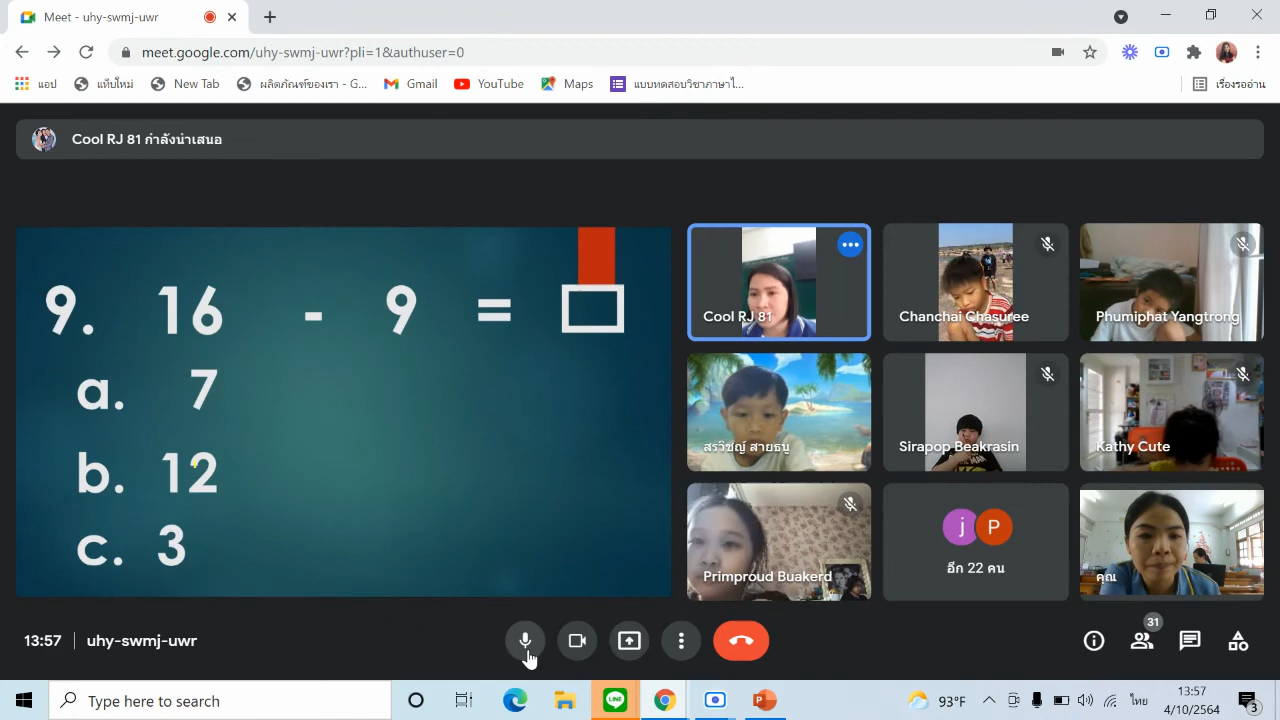 Meet - uhy-swmj-uwr
meet.google.com/uhy-swmj-uwr?pli=1&authuser=0
แอป
แท็บใหม่
New Tab
ผลิตภัณฑ์ของเรา - G...
Gmail
YouTube
Maps
แบบทดสอบวิชาภาษาไ...
เรื่องรออ่าน
Cool RJ 81 กำลังนำเสนอ
9. 16 - 9 =
a. 7
b. 12
c. 3
Cool RJ 81
Chanchai Chasuree
Phumiphat Yangtrong
สรวิชญ์ สายธนู
Sirapop Beakrasin
Kathy Cute
Primproud Buakerd
j P
อีก 22 คน
คุณ
13:57 | uhy-swmj-uwr
31
Type here to search
93°F
ไทย
13:57
4/10/2564
3